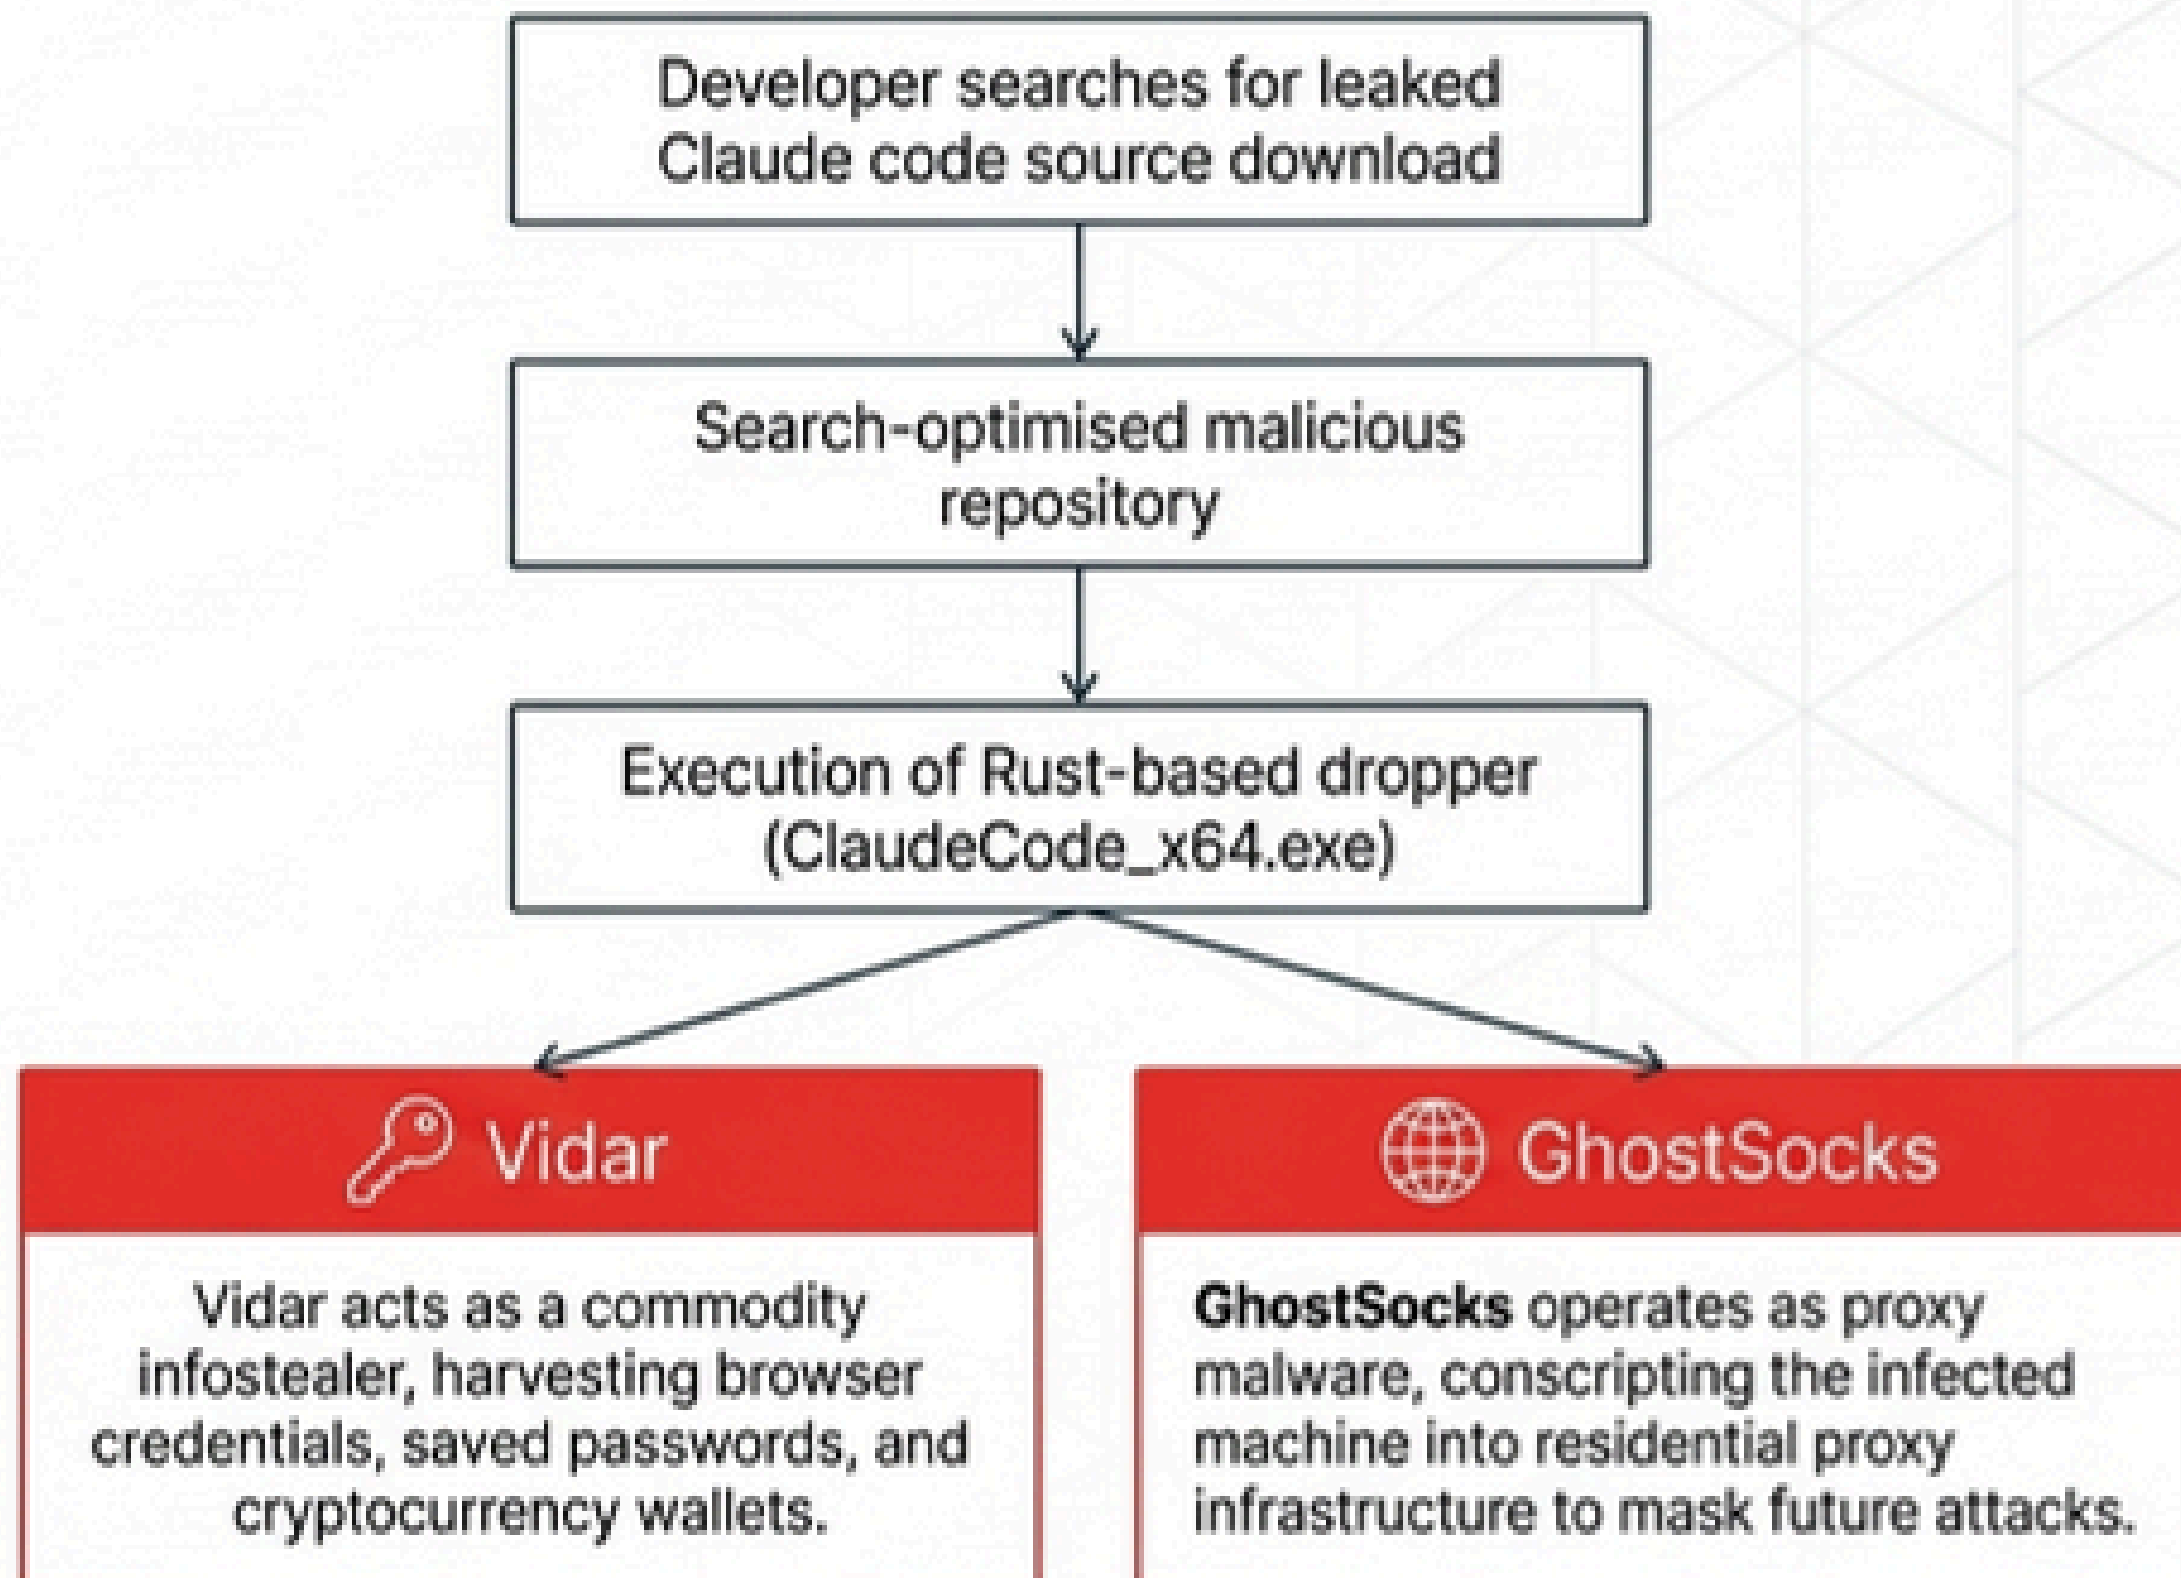 Developer searches for leaked
Claude code source download
Search-optimised malicious
repository
Execution of Rust-based dropper
(ClaudeCode_x64.exe)
Vidar
Vidar acts as a commodity
infostealer, harvesting browser
credentials, saved passwords, and
cryptocurrency wallets.
GhostSocks
GhostSocks operates as proxy
malware, conscripting the infected
machine into residential proxy
infrastructure to mask future attacks.